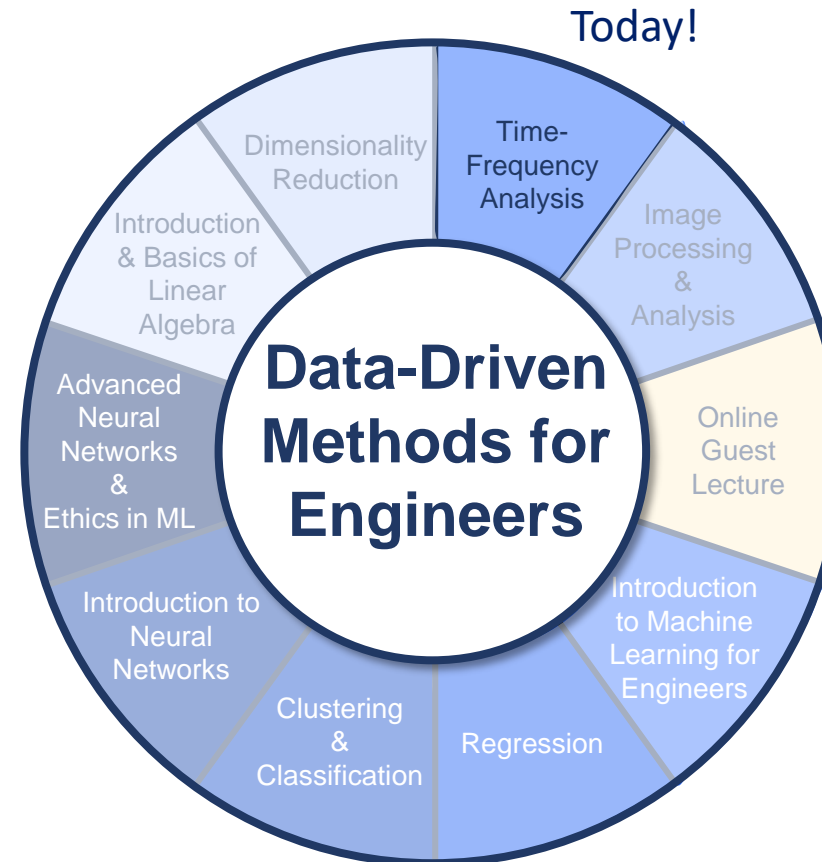 Today!
Time-
Frequency
Analysis
Image
Processing
&
Analysis
Online
Guest
Lecture
Introduction
to Machine
Learning for
Engineers
Regression
Clustering
&
Classification
Introduction to
Neural
Networks
Advanced
Neural
Networks
&
Ethics in ML
Introduction
& Basics of
Linear
Algebra
Dimensionality
Reduction
Data-Driven
Methods for
Engineers